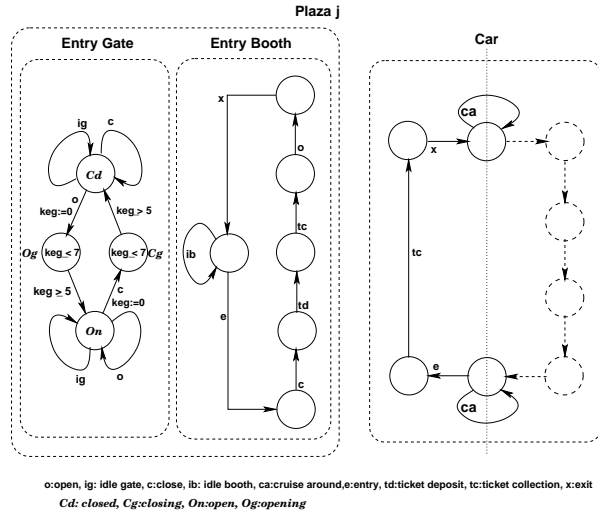 Plaza j
Entry Gate
Entry Booth
Car
ig
c
Cd
o
keg:=0
keg > 5
Og
keg < 7
keg < 7
Cg
keg > 5
c
keg:=0
On
ig
o
x
o
tc
ib
td
e
c
ca
x
tc
e
ca
o:open, ig: idle gate, c:close, ib: idle booth, ca:cruise around,e:entry, td:ticket deposit, tc:ticket collection, x:exit
Cd: closed, Cg:closing, On:open, Og:opening